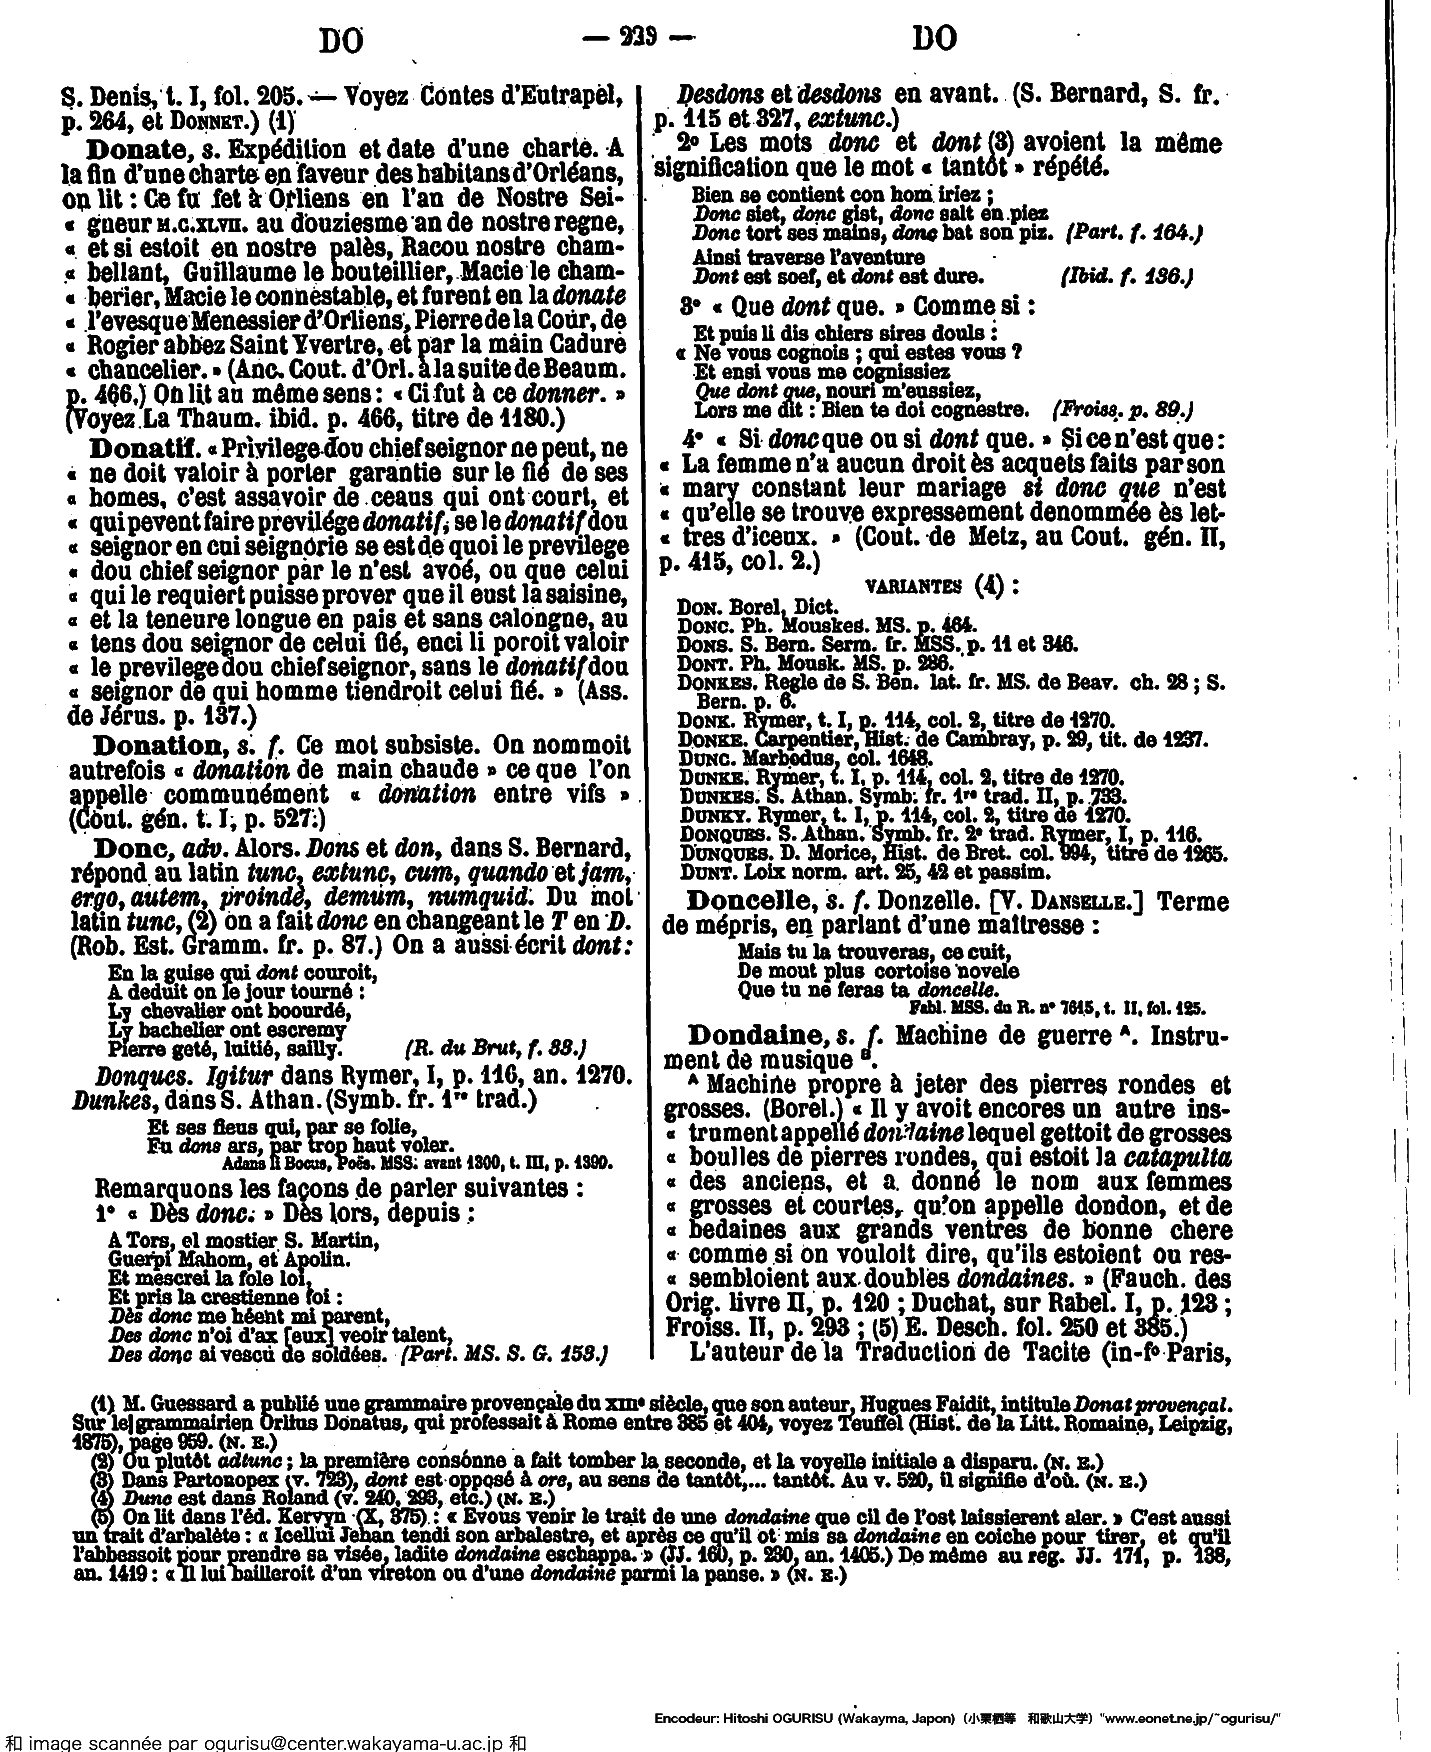 DO — 229 — DO
S. Denis, t. I, fol. 205. — Voyez Contes d'Eutrapel,
p. 264, et DONNET.) (1)
Donate, s. Expédition et date d'une charte. A
la fin d'une charte en faveur des habitans d'Orléans,
on lit : Ce fu fet à Orliens en l'an de Nostre Sei-
« gneur M.C.XLVII. au douziesme an de nostre regne,
« et si estoit en nostre palès, Racou nostre cham-
« bellant, Guillaume le bouteillier, Macie le cham-
« berier, Macie le connestable, et furent en la donate
« l'evesque Menessier d'Orliens, Pierre de la Cour, de
« Rogier abbez Saint Yvertre, et par la main Cadure
« chancelier. » (Anc. Cout. d'Orl. à la suite de Beaum.
p. 466.) On lit au même sens : « Ci fut à ce donner. »
(Voyez La Thaum. ibid. p. 466, titre de 1180.)
Donatif. « Privilege dou chief seignor ne peut, ne
« ne doit valoir à porter garantie sur le fié de ses
« homes, c'est assavoir de ceaus qui ont court, et
« qui pevent faire previlége donatif, se le donatif dou
« seignor en cui seignorie se est de quoi le previlege
« dou chief seignor par le n'est avoé, ou que celui
« qui le requiert puisse prover que il eust la saisine,
« et la teneure longue en pais et sans calongne, au
« tens dou seignor de celui fié, enci li poroit valoir
« le previlege dou chief seignor, sans le donatif dou
« seignor de qui homme tiendroit celui fié. » (Ass.
de Jérus. p. 137.)
Donation, s. f. Ce mot subsiste. On nommoit
autrefois « donation de main chaude » ce que l'on
appelle communément « donation entre vifs »
(Cout. gén. t. I, p. 527.)
Donc, adv. Alors. Dons et don, dans S. Bernard,
répond au latin tunc, extunc, cum, quando et jam,
ergo, autem, proinde, demum, numquid. Du mot
latin tunc, (2) on a fait donc en changeant le T en D.
(Rob. Est. Gramm. fr. p. 87.) On a aussi écrit dont :
En la guise qui dont couroit,
A deduit on le jour tourné :
Ly chevalier ont boourdé,
Ly bachelier ont escremy
Pierre geté, luitié, sailly. (R. du Brut, f. 83.)
Donques. Igitur dans Rymer, I, p. 116, an. 1270.
Dunkes, dans S. Athan. (Symb. fr. 1re trad.)
Et ses fieus qui, par se folie,
Fu dons ars, par trop haut voler.
Adans li Bocus, Poës. MSS. avant 1300, t. III, p. 1390.
Remarquons les façons de parler suivantes :
1° « Dès donc. » Dès lors, depuis :
A Tors, el mostier S. Martin,
Guerpi Mahom, et Apolin.
Et mescrei la fole loi,
Et pris la crestienne foi :
Dès donc me héent mi parent,
Des donc n'oi d'ax [eux] veoir talent,
Des donc ai vescu de soldées. (Part. MS. S. G. 153.)
Desdons et desdons en avant. (S. Bernard, S. fr.
p. 115 et 327, extunc.)
2° Les mots donc et dont (3) avoient la même
signification que le mot « tantôt » répété.
Bien se contient con hom iriez ;
Donc siet, donc gist, donc salt en piez
Donc tort ses mains, donc bat son piz. (Part. f. 164.)
Ainsi traverse l'aventure
Dont est soef, et dont est dure. (Ibid. f. 136.)
3° « Que dont que. » Comme si :
Et puis li dis chiers sires douls :
« Ne vous cognois ; qui estes vous ?
Et ensi vous me cognissiez
Que dont que, nouri m'eussiez,
Lors me dit : Bien te doi cognestre. (Froiss. p. 89.)
4° « Si donc que ou si dont que. » Si ce n'est que :
« La femme n'a aucun droit ès acquets faits par son
« mary constant leur mariage si donc que n'est
« qu'elle se trouve expressement denommée ès let-
« tres d'iceux. » (Cout. de Metz, au Cout. gén. II,
p. 415, col. 2.)
VARIANTES (4) :
DON. Borel, Dict.
DONC. Ph. Mouskes. MS. p. 464.
DONS. S. Bern. Serm. fr. MSS. p. 11 et 346.
DONT. Ph. Mousk. MS. p. 286.
DONKES. Regle de S. Ben. lat. fr. MS. de Beav. ch. 28 ; S.
Bern. p. 6.
DONK. Rymer, t. I, p. 114, col. 2, titre de 1270.
DONKE. Carpentier, Hist. de Cambray, p. 29, tit. de 1237.
DUNC. Marbodus, col. 1648.
DUNKE. Rymer, t. I, p. 114, col. 2, titre de 1270.
DUNKES. S. Athan. Symb. fr. 1re trad. II, p. 733.
DUNKY. Rymer, t. I, p. 114, col. 2, titre de 1270.
DONQUES. S. Athan. Symb. fr. 2e trad. Rymer, I, p. 116.
DUNQUES. D. Morice, Hist. de Bret. col. 994, titre de 1265.
DUNT. Loix norm. art. 25, 42 et passim.
Doncelle, s. f. Donzelle. [V. DANSELLE.] Terme
de mépris, en parlant d'une maitresse :
Mais tu la trouveras, ce cuit,
De mout plus cortoise novele
Que tu ne feras ta doncelle.
Fabl. MSS. du R. n° 7615, t. II, fol. 125.
Dondaine, s. f. Machine de guerre A. Instru-
ment de musique B.
A Machine propre à jeter des pierres rondes et
grosses. (Borel.) « Il y avoit encores un autre ins-
« trument appellé dondaine lequel gettoit de grosses
« boulles de pierres rondes, qui estoit la catapulta
« des anciens, et a donné le nom aux femmes
« grosses et courtes, qu'on appelle dondon, et de
« bedaines aux grands ventres de bonne chere
« comme si on vouloit dire, qu'ils estoient ou res-
« sembloient aux doubles dondaines. » (Fauch. des
Orig. livre II, p. 120 ; Duchat, sur Rabel. I, p. 123 ;
Froiss. II, p. 293 ; (5) E. Desch. fol. 250 et 385.)
L'auteur de la Traduction de Tacite (in-f° Paris,
(1) M. Guessard a publié une grammaire provençale du XIIIe siècle, que son auteur, Hugues Faidit, intitule Donat provençal.
Sur le grammairien Orlius Donatus, qui professait à Rome entre 385 et 404, voyez Teuffel (Hist. de la Litt. Romaine, Leipzig,
1875), page 959. (N. E.)
(2) Ou plutôt adtunc ; la première consonne a fait tomber la seconde, et la voyelle initiale a disparu. (N. E.)
(3) Dans Partonopex (v. 723), dont est opposé à ore, au sens de tantôt,... tantôt. Au v. 520, il signifie d'où. (N. E.)
(4) Dunc est dans Roland (v. 240, 293, etc.) (N. E.)
(5) On lit dans l'éd. Kervyn (X, 375) : « Evous venir le trait de une dondaine que cil de l'ost laissierent aler. » C'est aussi
un trait d'arbalète : « Icellui Jehan tendi son arbalestre, et après ce qu'il ot mis sa dondaine en coiche pour tirer, et qu'il
l'abbessoit pour prendre sa visée, ladite dondaine eschappa. » (JJ. 160, p. 230, an. 1405.) De même au reg. JJ. 171, p. 138,
an. 1419 : « Il lui bailleroit d'un vireton ou d'une dondaine parmi la panse. » (N. E.)
Encodeur: Hitoshi OGURISU (Wakayma, Japon) (小栗栖等 和歌山大学) "www.eonet.ne.jp/~ogurisu/"
和 image scannée par ogurisu@center.wakayama-u.ac.jp 和